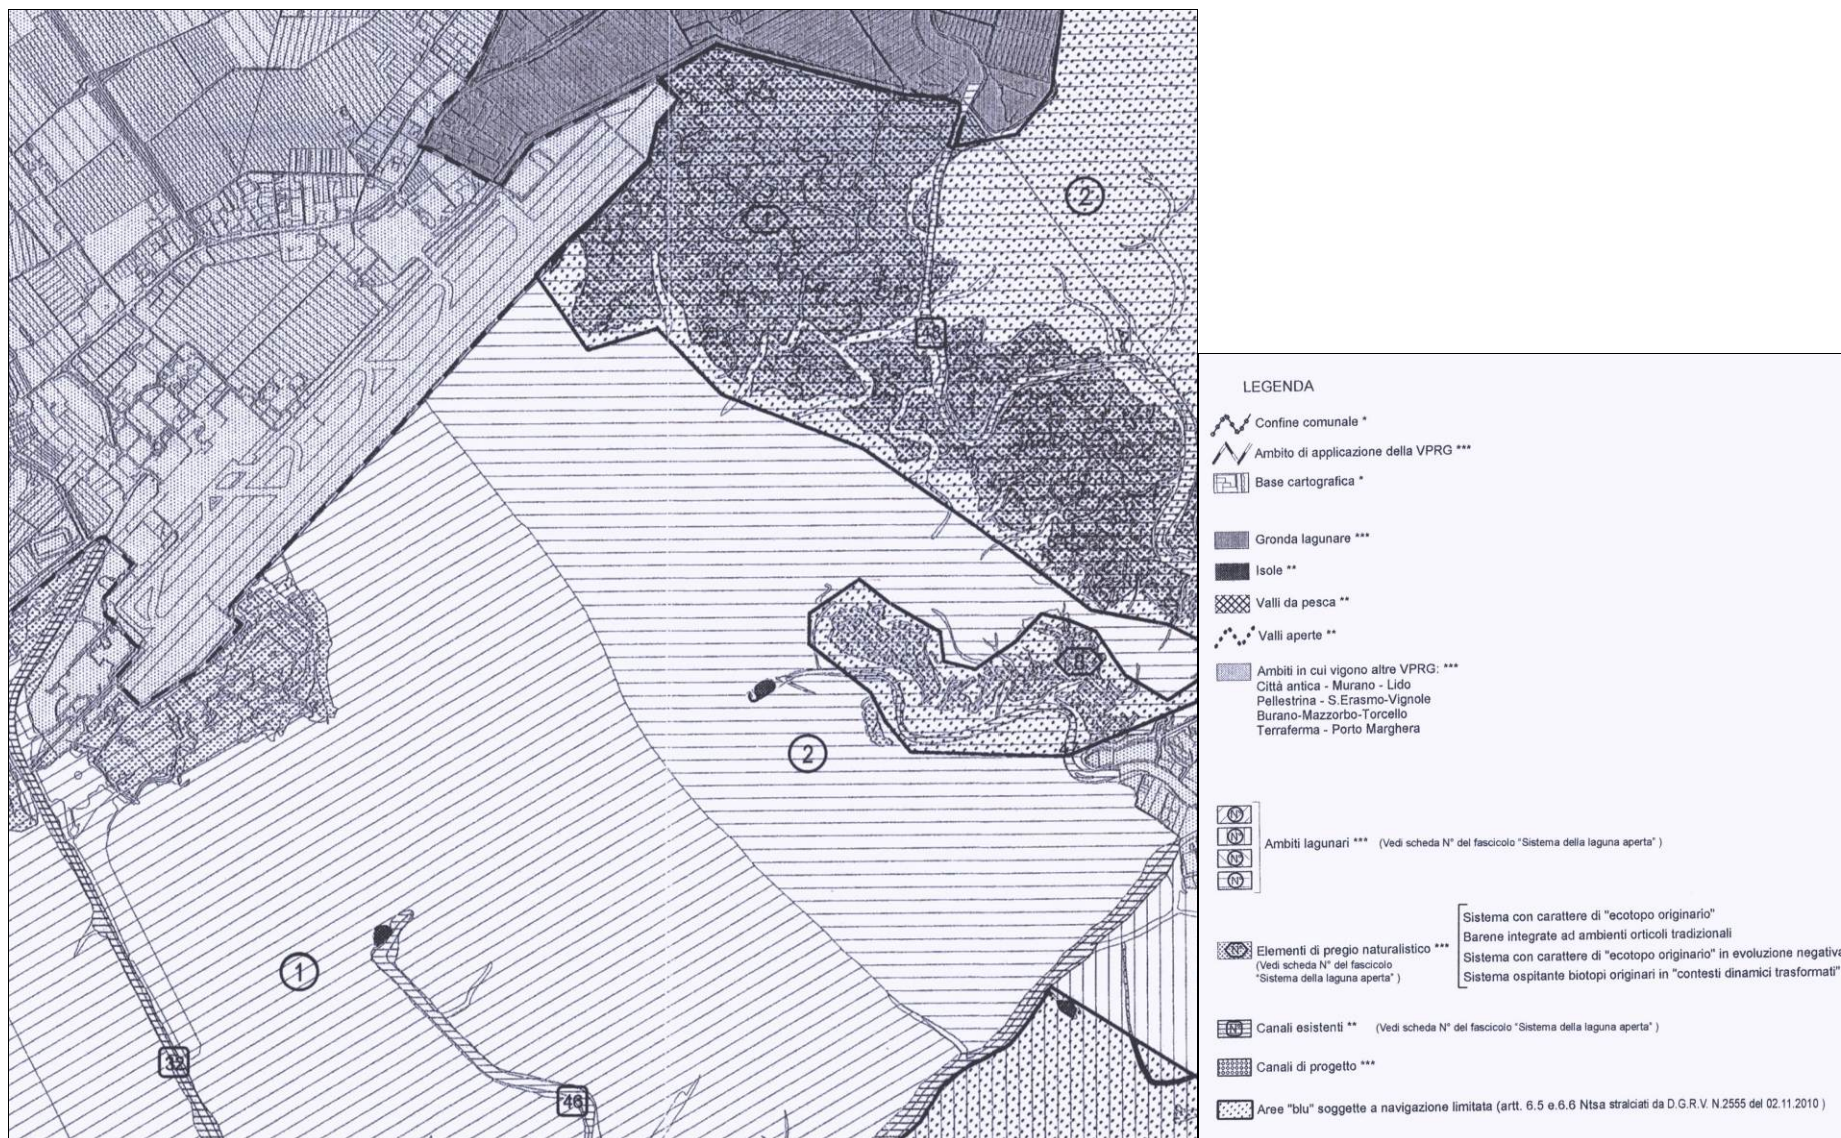 2
1
48
8
2
1
32
46
LEGENDA
Confine comunale *
Ambito di applicazione della VPRG ***
Base cartografica *
Gronda lagunare ***
Isole **
Valli da pesca **
Valli aperte **
Ambiti in cui vigono altre VPRG: ***
Città antica - Murano - Lido
Pellestrina - S.Erasmo-Vignole
Burano-Mazzorbo-Torcello
Terraferma - Porto Marghera
N°
N°
N°
N°
Ambiti lagunari *** (Vedi scheda N° del fascicolo "Sistema della laguna aperta" )
N° Elementi di pregio naturalistico ***
(Vedi scheda N° del fascicolo
"Sistema della laguna aperta" )
Sistema con carattere di "ecotopo originario"
Barene integrate ad ambienti orticoli tradizionali
Sistema con carattere di "ecotopo originario" in evoluzione negativa
Sistema ospitante biotopi originari in "contesti dinamici trasformati"
N° Canali esistenti ** (Vedi scheda N° del fascicolo "Sistema della laguna aperta" )
Canali di progetto ***
Aree "blu" soggette a navigazione limitata (artt. 6.5 e.6.6 Ntsa stralciati da D.G.R.V. N.2555 del 02.11.2010 )